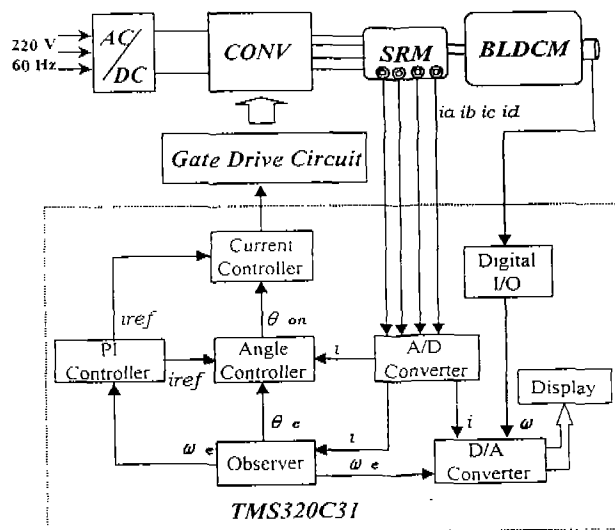 220 V
60 Hz
AC/DC
CONV
SRM
BLDCM
ia ib ic id
Gate Drive Circuit
Current
Controller
Digital
I/O
iref
θ on
PI
Controller
iref
Angle
Controller
i
A/D
Converter
Display
θ e
i
ω
ω e
Observer
i
ω e
D/A
Converter
TMS320C31